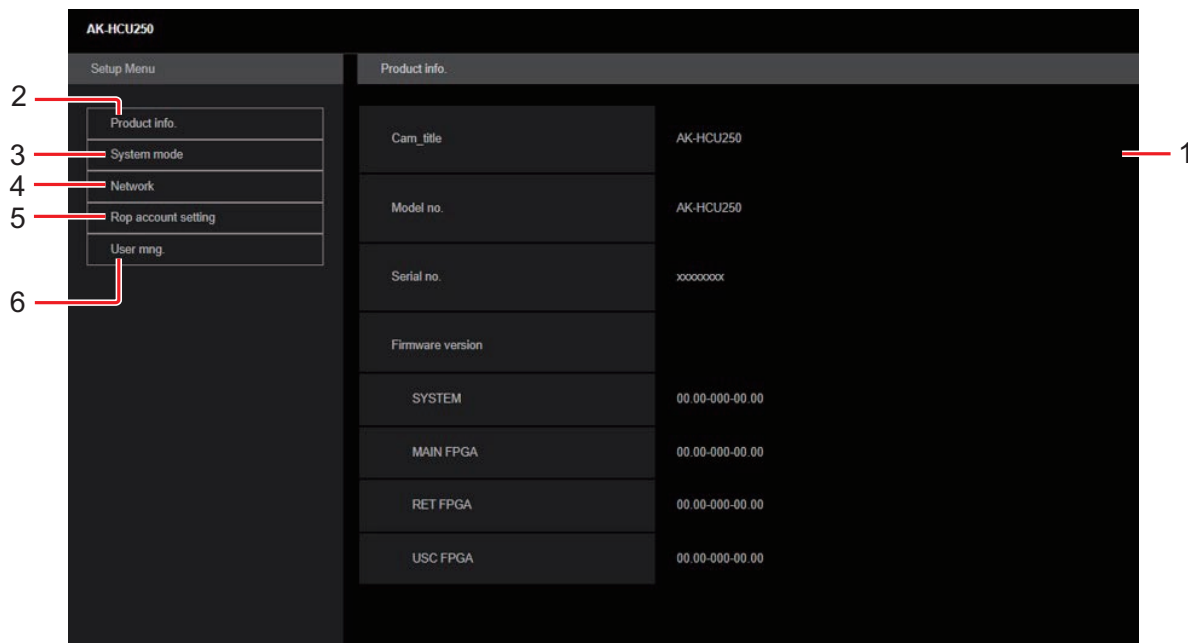 AK-HCU250
Setup Menu
Product info.
2
Product info.
3
System mode
4
Network
5
Rop account setting
6
User mng.
Cam_title AK-HCU250
1
Model no. AK-HCU250
Serial no. xxxxxxxx
Firmware version
SYSTEM 00.00-000-00.00
MAIN FPGA 00.00-000-00.00
RET FPGA 00.00-000-00.00
USC FPGA 00.00-000-00.00